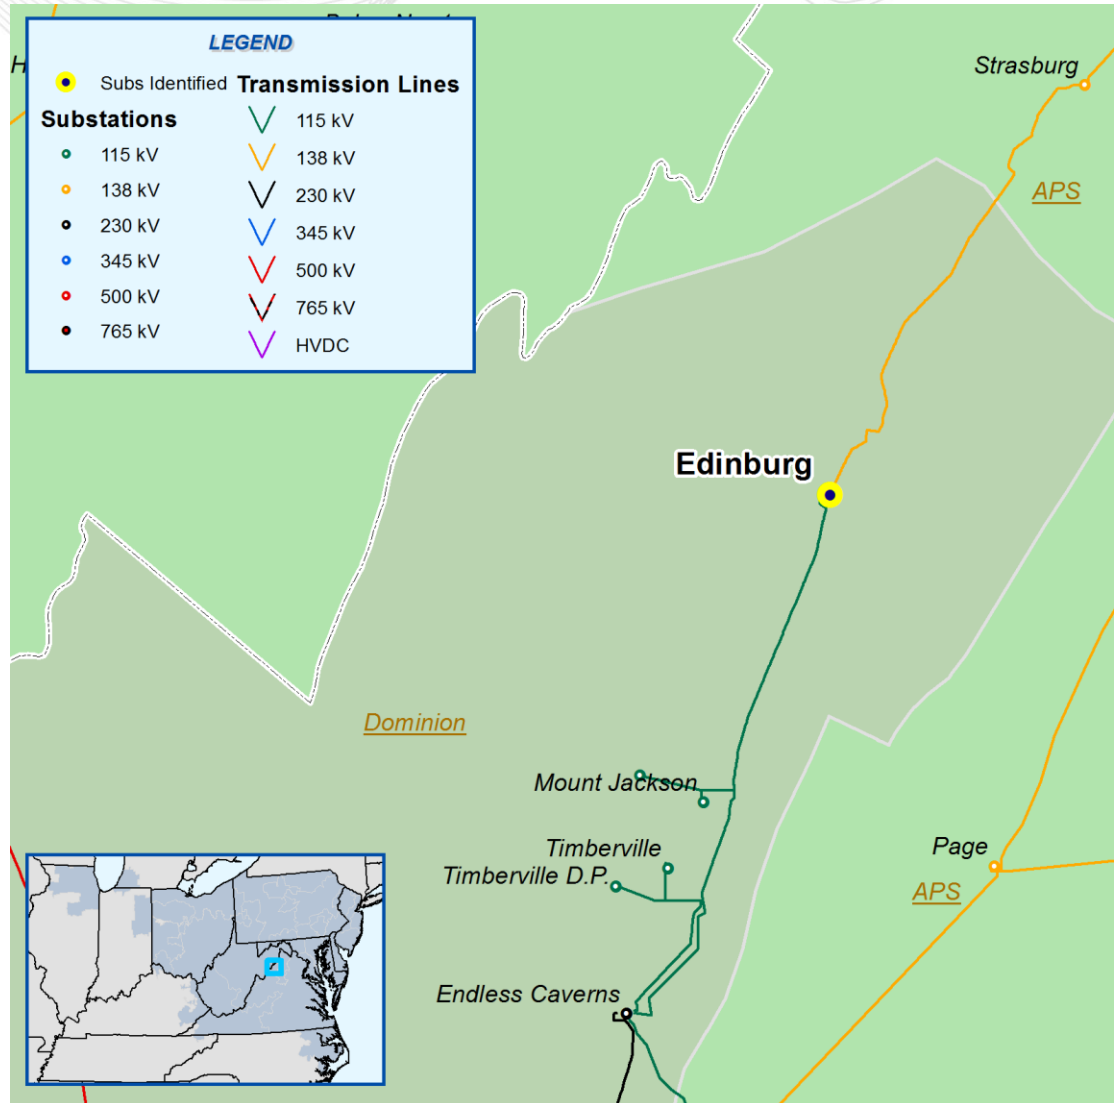 LEGEND
Subs Identified
Transmission Lines
Substations
115 kV
138 kV
230 kV
345 kV
500 kV
765 kV
115 kV
138 kV
230 kV
345 kV
500 kV
765 kV
HVDC
H
Strasburg
APS
Edinburg
Dominion
Mount Jackson
Timberville
Timberville D.P.
Page
APS
Endless Caverns